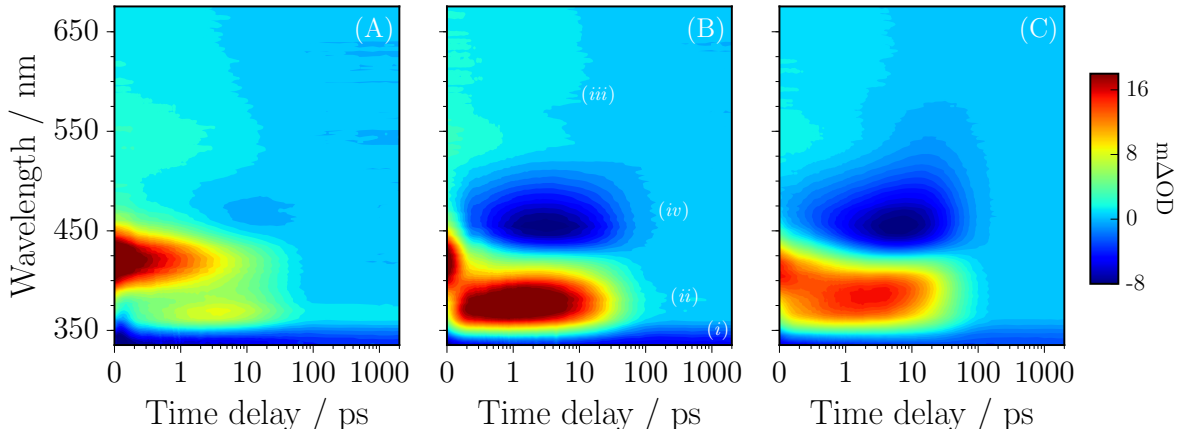 (A) (B) (C)
Wavelength / nm
650
550
450
350
(iii)
(iv)
(ii)
(i)
16
8
0
-8
mΔOD
0 1 10 100 1000 0 1 10 100 1000 0 1 10 100 1000
Time delay / ps Time delay / ps Time delay / ps